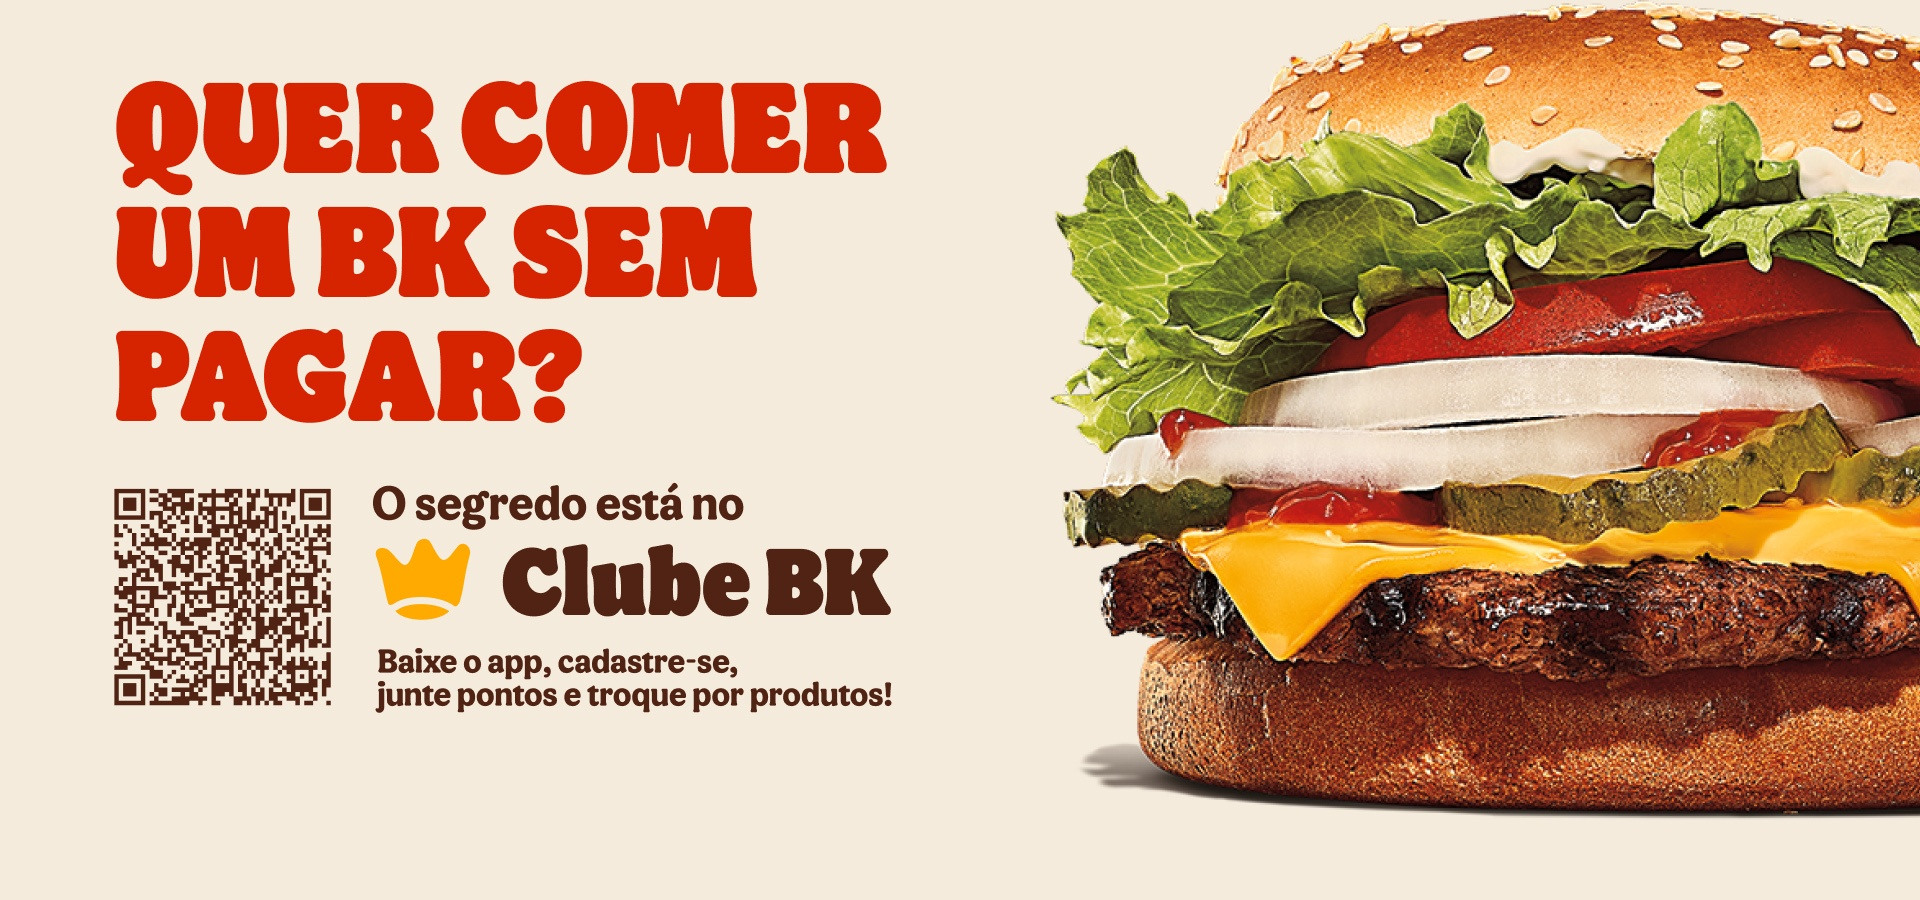 QUER COMER
UM BK SEM
PAGAR?
O segredo está no
Clube BK
Baixe o app, cadastre-se,
junte pontos e troque por produtos!